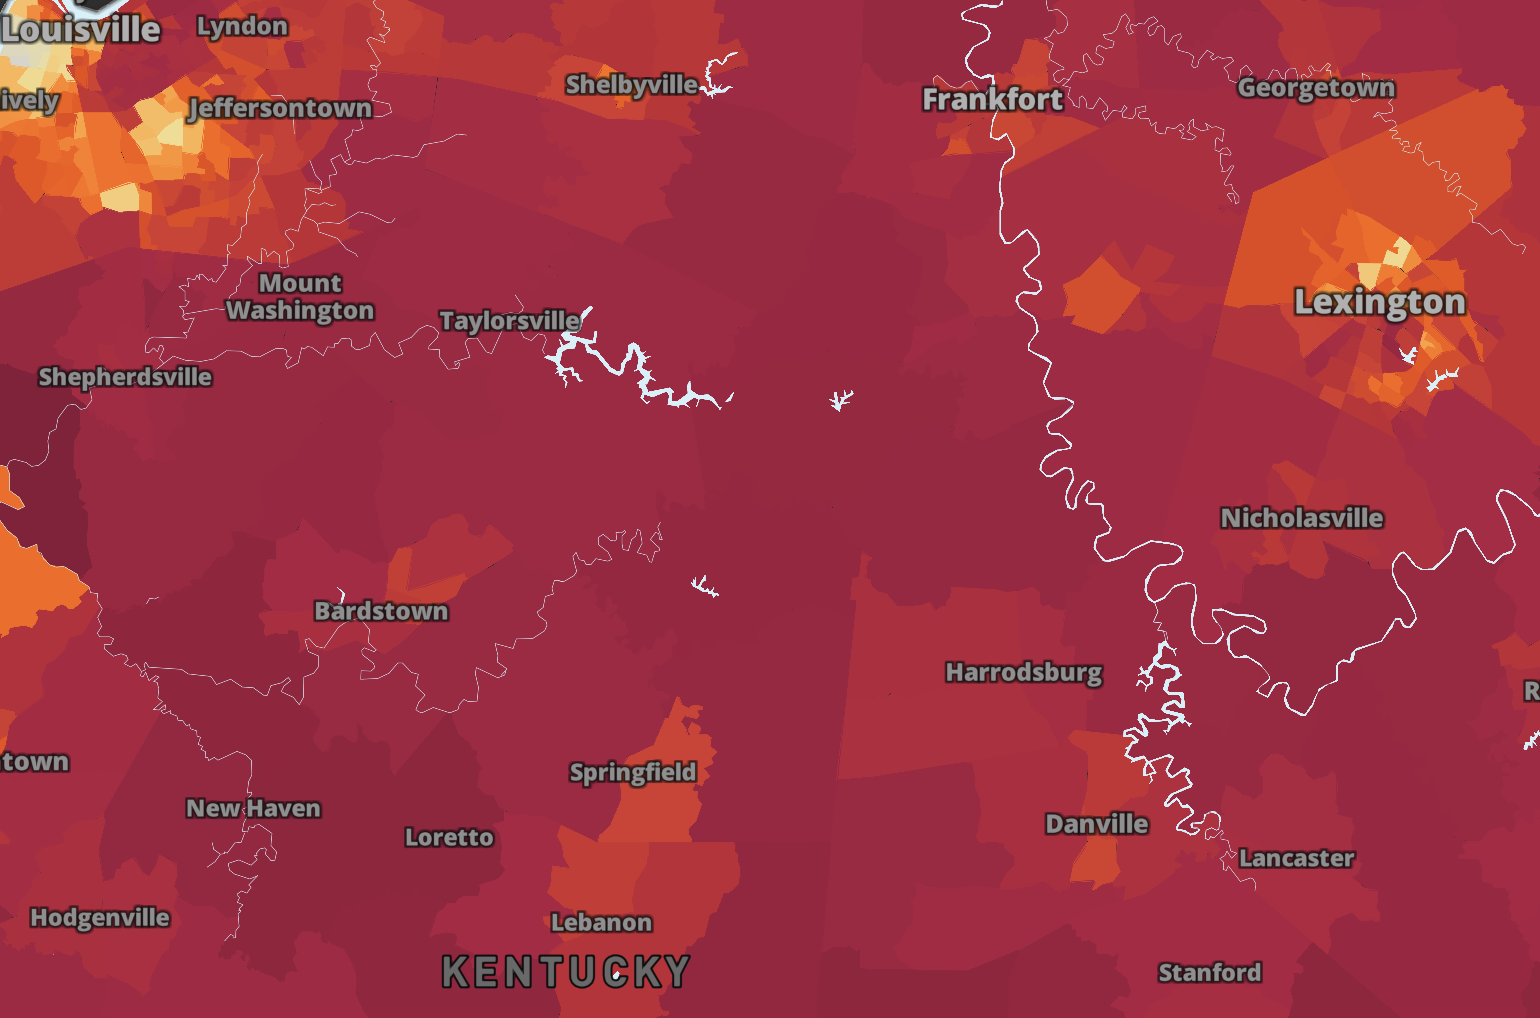 Louisville
Lyndon
Shelbyville
Frankfort
Georgetown
ively
Jeffersontown
Mount
Washington
Taylorsville
Lexington
Shepherdsville
Nicholasville
Bardstown
Harrodsburg
R
town
Springfield
New Haven
Loretto
Danville
Lancaster
Hodgenville
Lebanon
KENTUCKY
Stanford